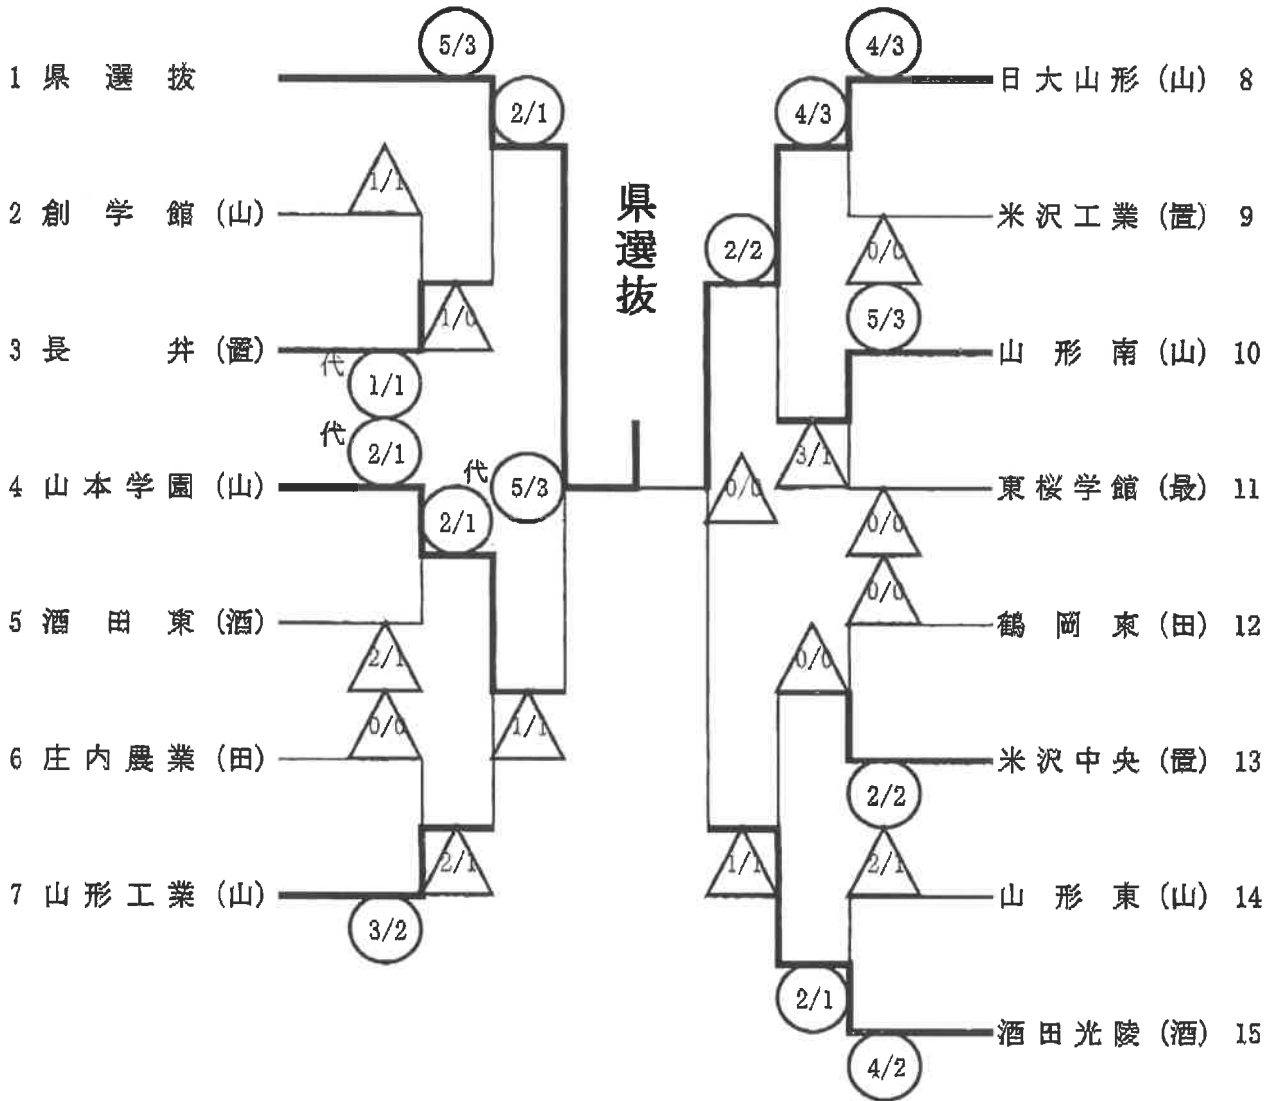 5/3
4/3
1 県選抜
日大山形(山) 8
2/1
4/3
1/1
県選抜
2 創学館(山)
米沢工業(置) 9
2/2
0/0
1/0
5/3
3 長井(置)
山形南(山) 10
代 1/1
代 2/1
3/1
4 山本学園(山)
代 5/3
0/0
東桜学館(最) 11
2/1
0/0
0/0
5 酒田東(酒)
鶴岡東(田) 12
2/1
0/0
0/0
1/1
6 庄内農業(田)
米沢中央(置) 13
2/2
2/1
1/1
2/1
7 山形工業(山)
山形東(山) 14
3/2
2/1
酒田光陵(酒) 15
4/2